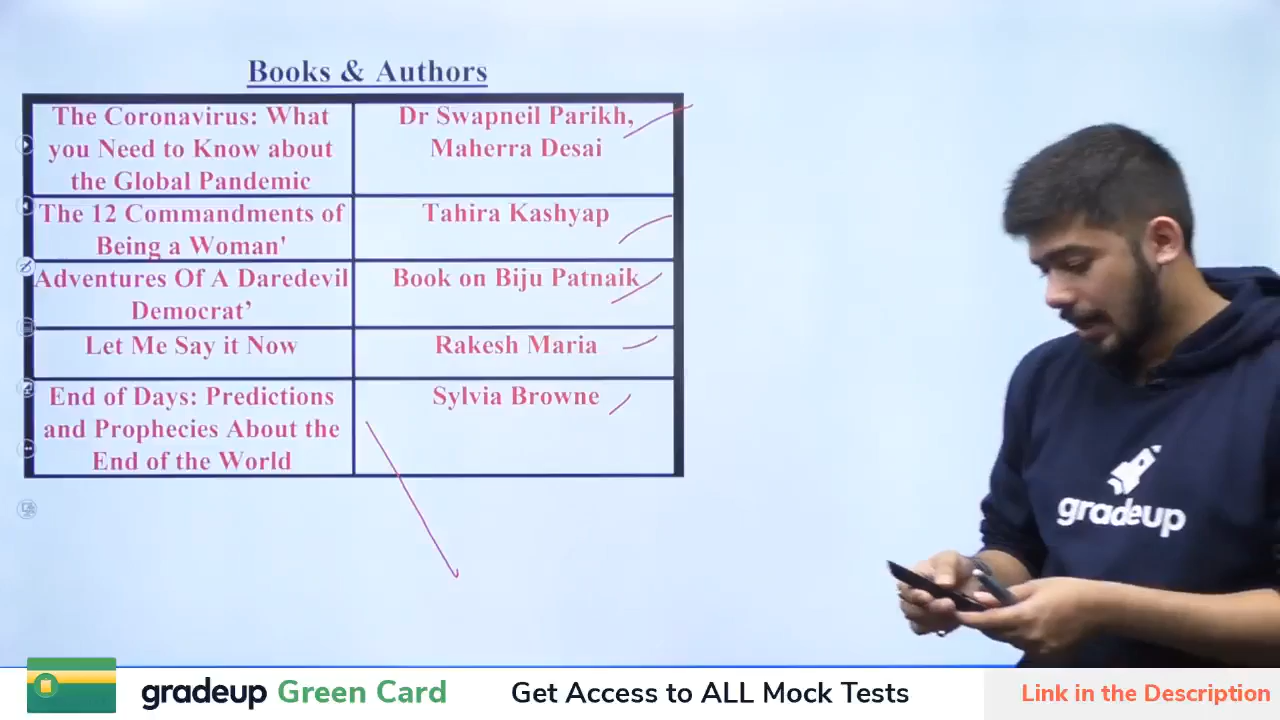 Books & Authors
The Coronavirus: What
you Need to Know about
the Global Pandemic
Dr Swapneil Parikh,
Maherra Desai
The 12 Commandments of
Being a Woman'
Tahira Kashyap
Adventures Of A Daredevil
Democrat’
Book on Biju Patnaik
Let Me Say it Now
Rakesh Maria
End of Days: Predictions
and Prophecies About the
End of the World
Sylvia Browne
gradeup
gradeup Green Card
Get Access to ALL Mock Tests
Link in the Description